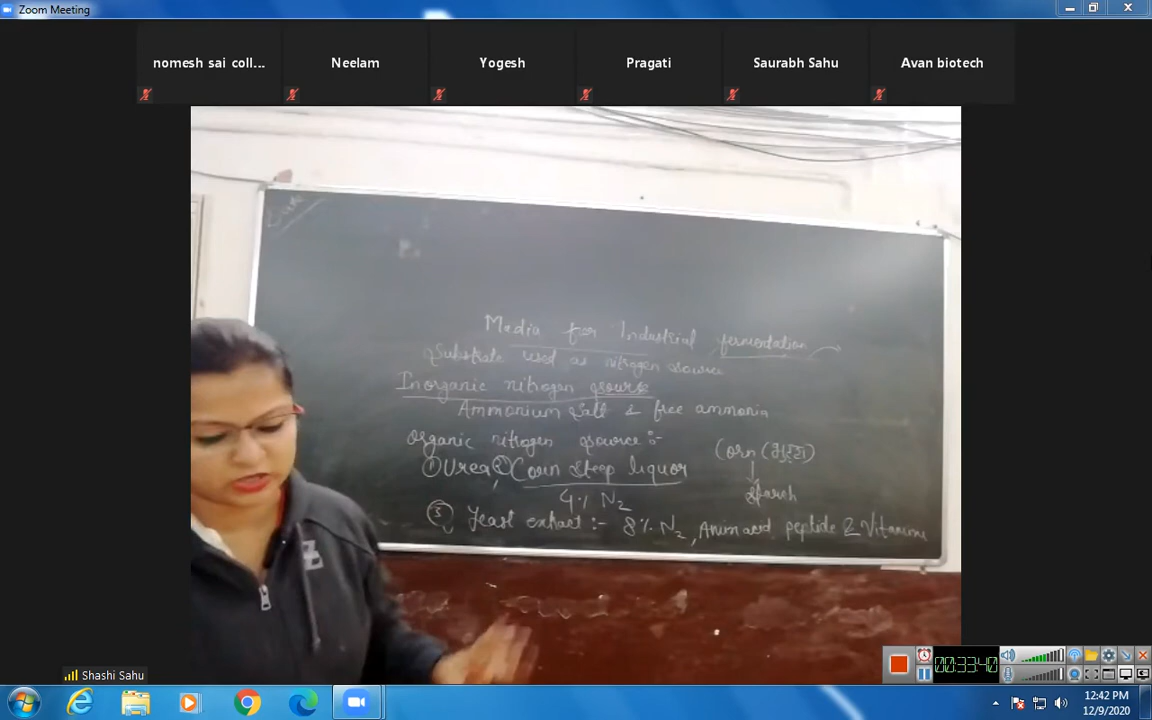 Zoom Meeting
nomesh sai coll...
Neelam
Yogesh
Pragati
Saurabh Sahu
Avan biotech
Media for Industrial fermentation
Substrate used as nitrogen source
Inorganic nitrogen source
Ammonium Salt & free ammonia
Organic nitrogen source :-
① Urea, ② Corn Steep liquor
4% N2
Corn (मक्का)
↓
Starch
③ Yeast extract :- 8% N2, Amino acid, peptide & Vitamins
Shashi Sahu
00:33:40
12:42 PM
12/9/2020